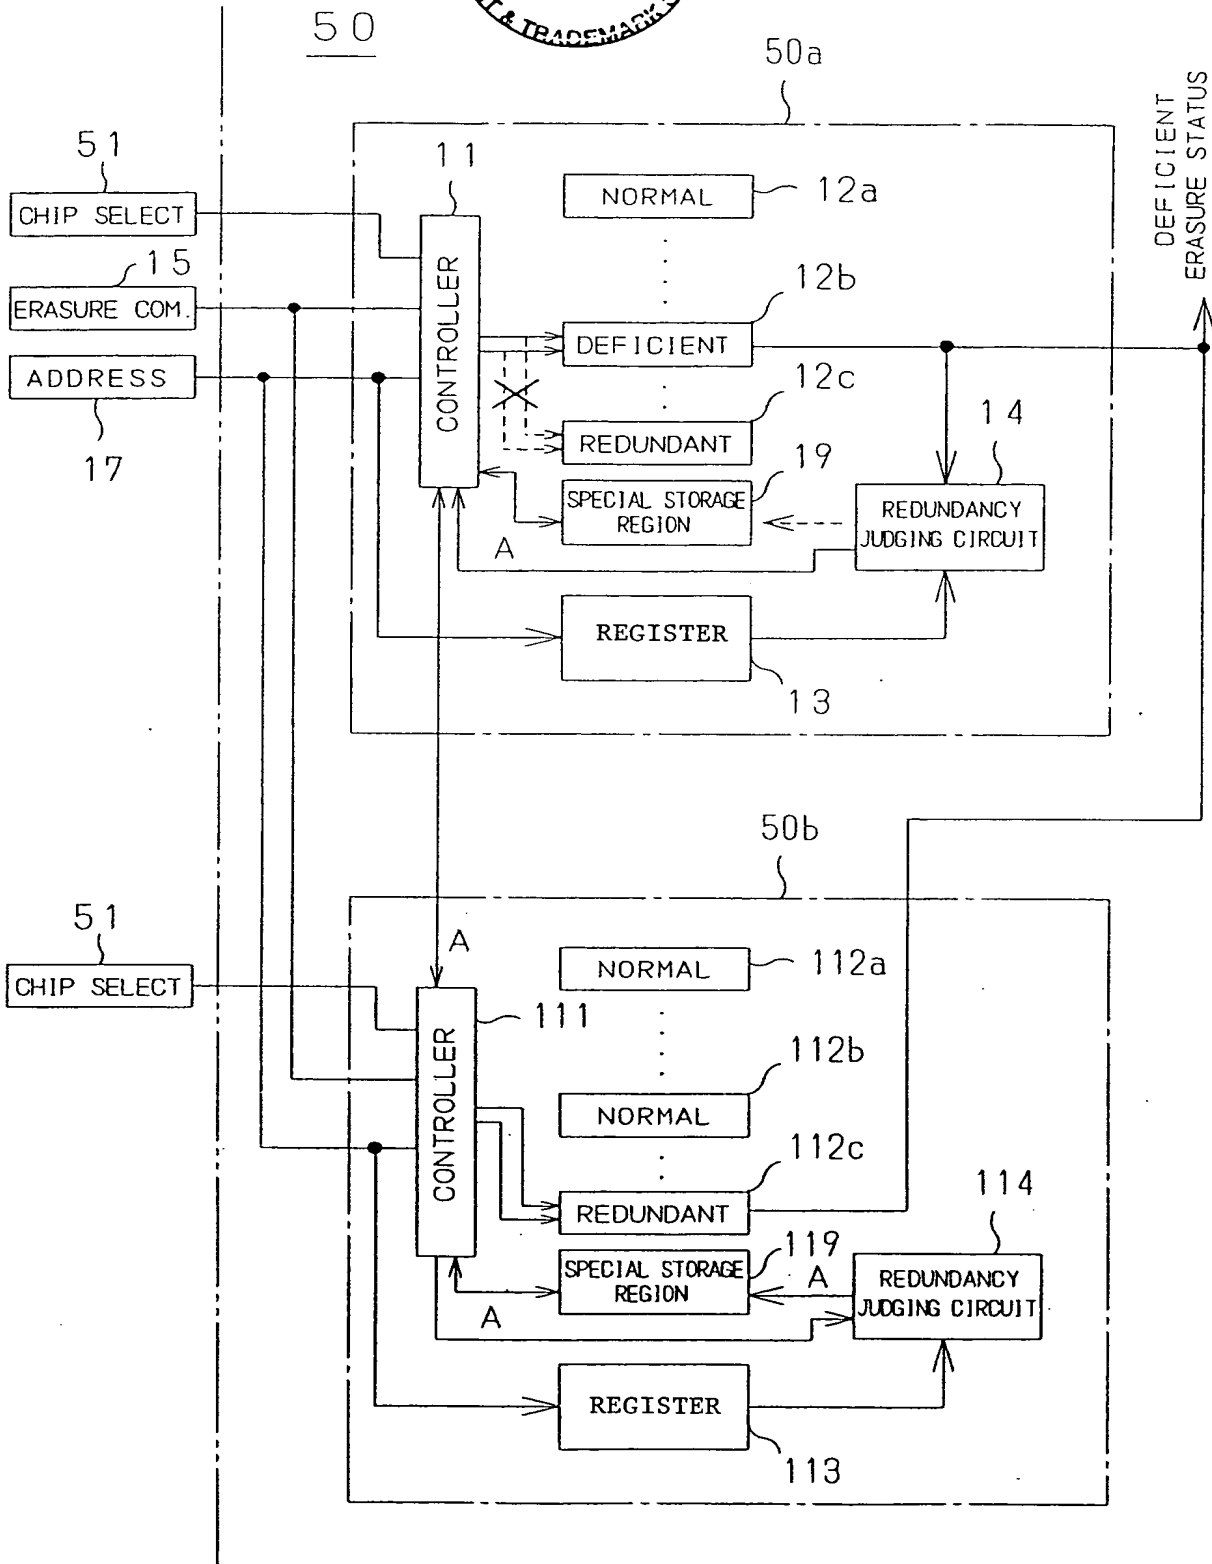 50
T & TRADEMARK
50a
DEFICIENT
ERASURE STATUS
51
CHIP SELECT
11
CONTROLLER
NORMAL
12a
15
ERASURE COM.
12b
DEFICIENT
ADDRESS
17
12c
REDUNDANT
14
19
SPECIAL STORAGE
REGION
REDUNDANCY
JUDGING CIRCUIT
A
REGISTER
13
50b
51
CHIP SELECT
A
NORMAL
112a
111
CONTROLLER
112b
NORMAL
112c
REDUNDANT
114
119
SPECIAL STORAGE
REGION
A
REDUNDANCY
JUDGING CIRCUIT
A
REGISTER
113